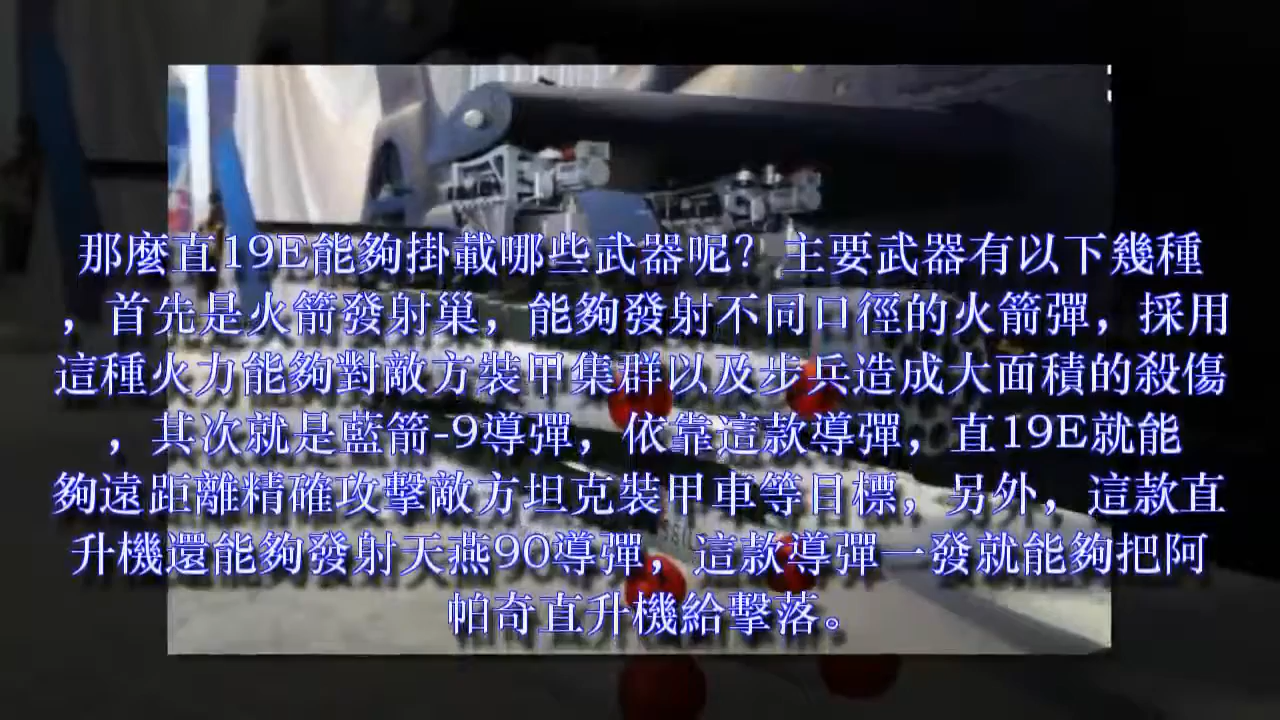 那麼直19E能夠掛載哪些武器呢？主要武器有以下幾種
，首先是火箭發射巢，能夠發射不同口徑的火箭彈，採用
這種火力能夠對敵方裝甲集群以及步兵造成大面積的殺傷
，其次就是藍箭-9導彈，依靠這款導彈，直19E就能
夠遠距離精確攻擊敵方坦克裝甲車等目標，另外，這款直
升機還能夠發射天燕90導彈，這款導彈一發就能夠把阿
帕奇直升機給擊落。